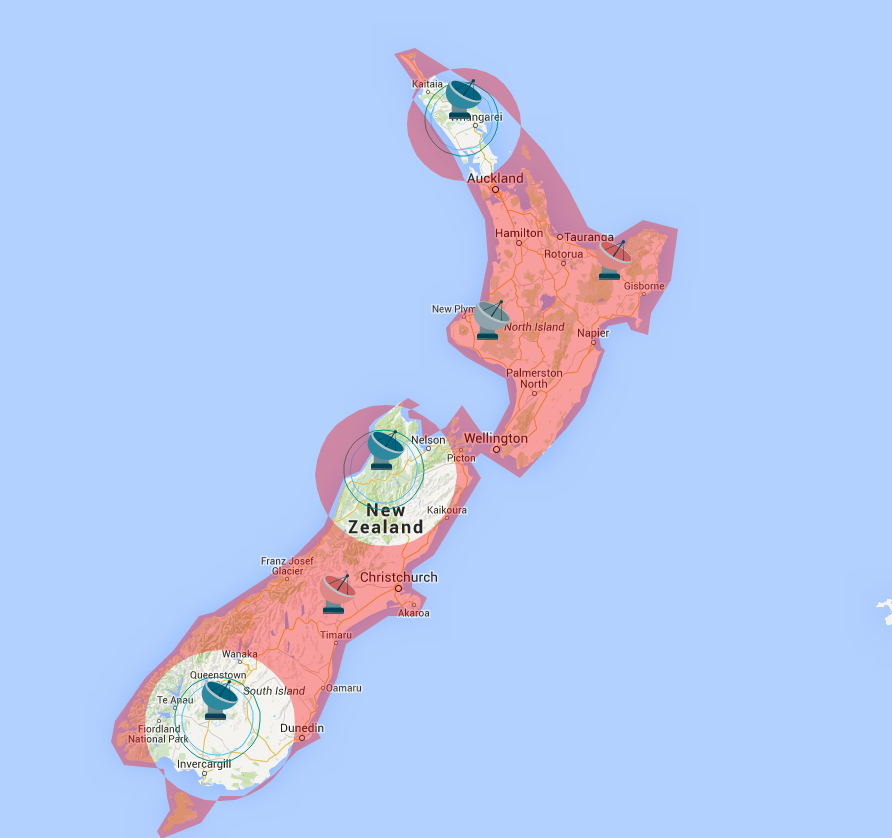 Kaitaia
hangarei
Auckland
Hamilton
Tauranga
Rotorua
Gisborne
New Plym
North Island
Napier
Palmerston
North
Nelson
Wellington
Picton
New
Zealand
Kaikoura
Franz Josef
Glacier
Christchurch
Akaroa
Timaru
Wanaka
Queenstown
South Island
Oamaru
Te Anau
Fiordland
National Park
Dunedin
Invercargill